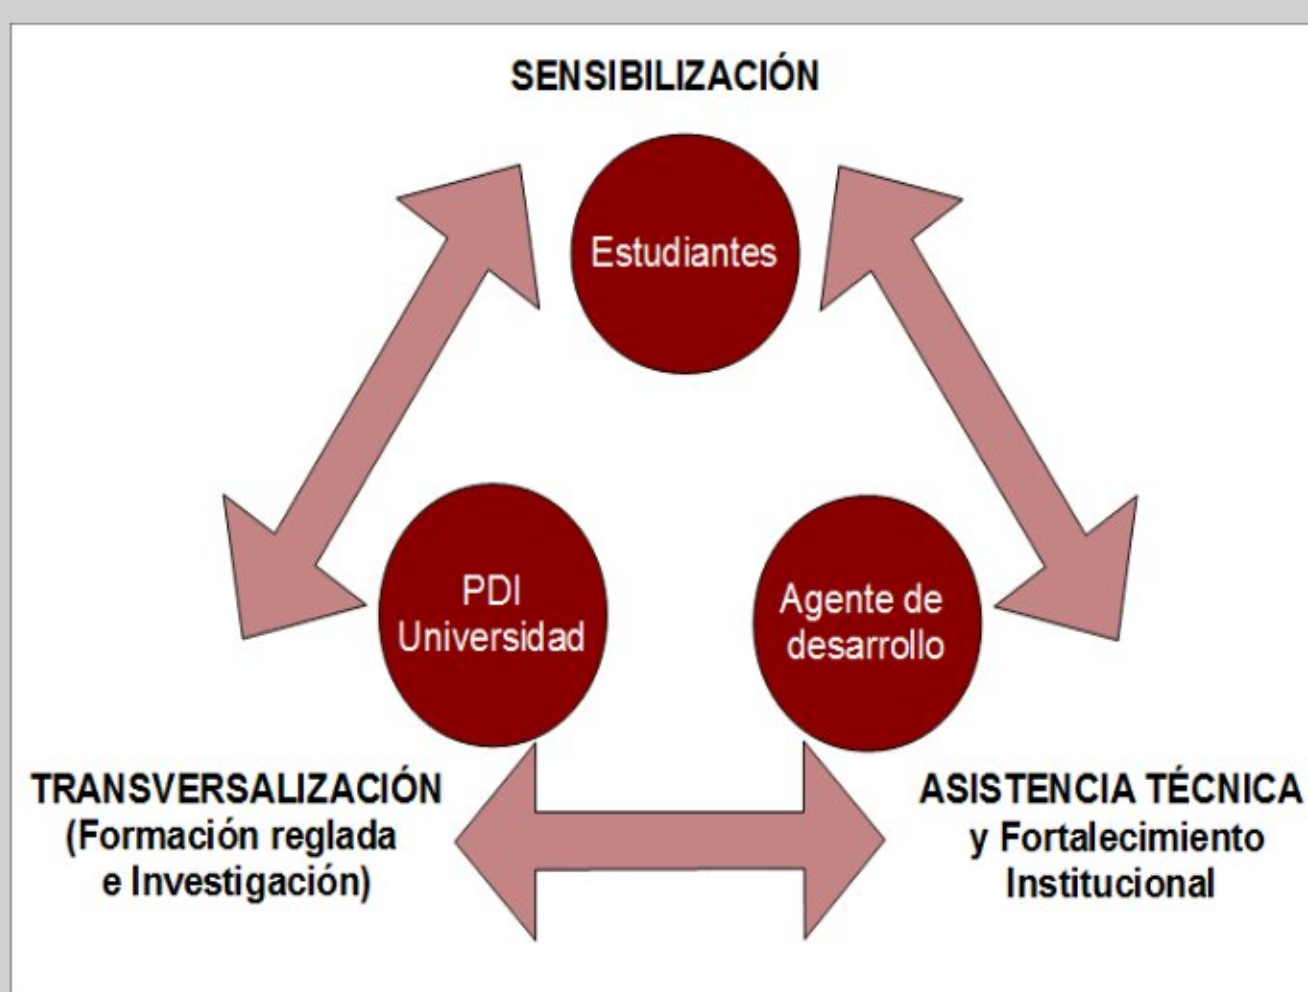 SENSIBILIZACIÓN
Estudiantes
PDI
Universidad
Agente de
desarrollo
TRANSVERSALIZACIÓN
(Formación reglada
e Investigación)
ASISTENCIA TÉCNICA
y Fortalecimiento
Institucional